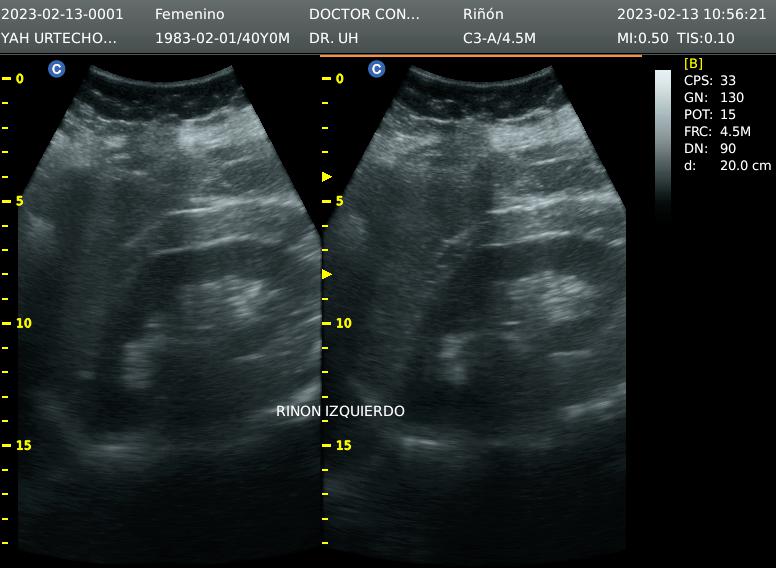 2023-02-13-0001 Femenino DOCTOR CON... Riñón 2023-02-13 10:56:21
YAH URTECHO... 1983-02-01/40Y0M DR. UH C3-A/4.5M MI:0.50 TIS:0.10
C C
[B]
CPS: 33
GN: 130
POT: 15
FRC: 4.5M
DN: 90
d: 20.0 cm
0 0
5 5
10 10
RINON IZQUIERDO
15 15